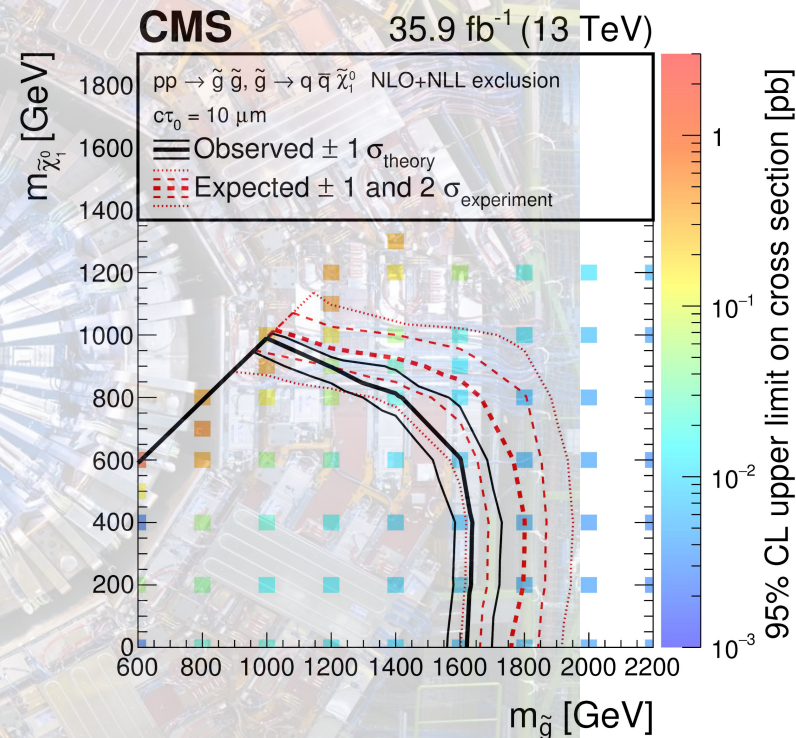 CMS 35.9 fb⁻¹ (13 TeV)
pp → g̃ g̃, g̃ → q q̅ χ̃₁⁰ NLO+NLL exclusion
cτ₀ = 10 μm
Observed ± 1 σ_theory
Expected ± 1 and 2 σ_experiment
m_χ̃₁⁰ [GeV]
1800
1600
1400
1200
1000
800
600
400
200
0
600 800 1000 1200 1400 1600 1800 2000 2200
m_g̃ [GeV]
1
10⁻¹
10⁻²
10⁻³
95% CL upper limit on cross section [pb]